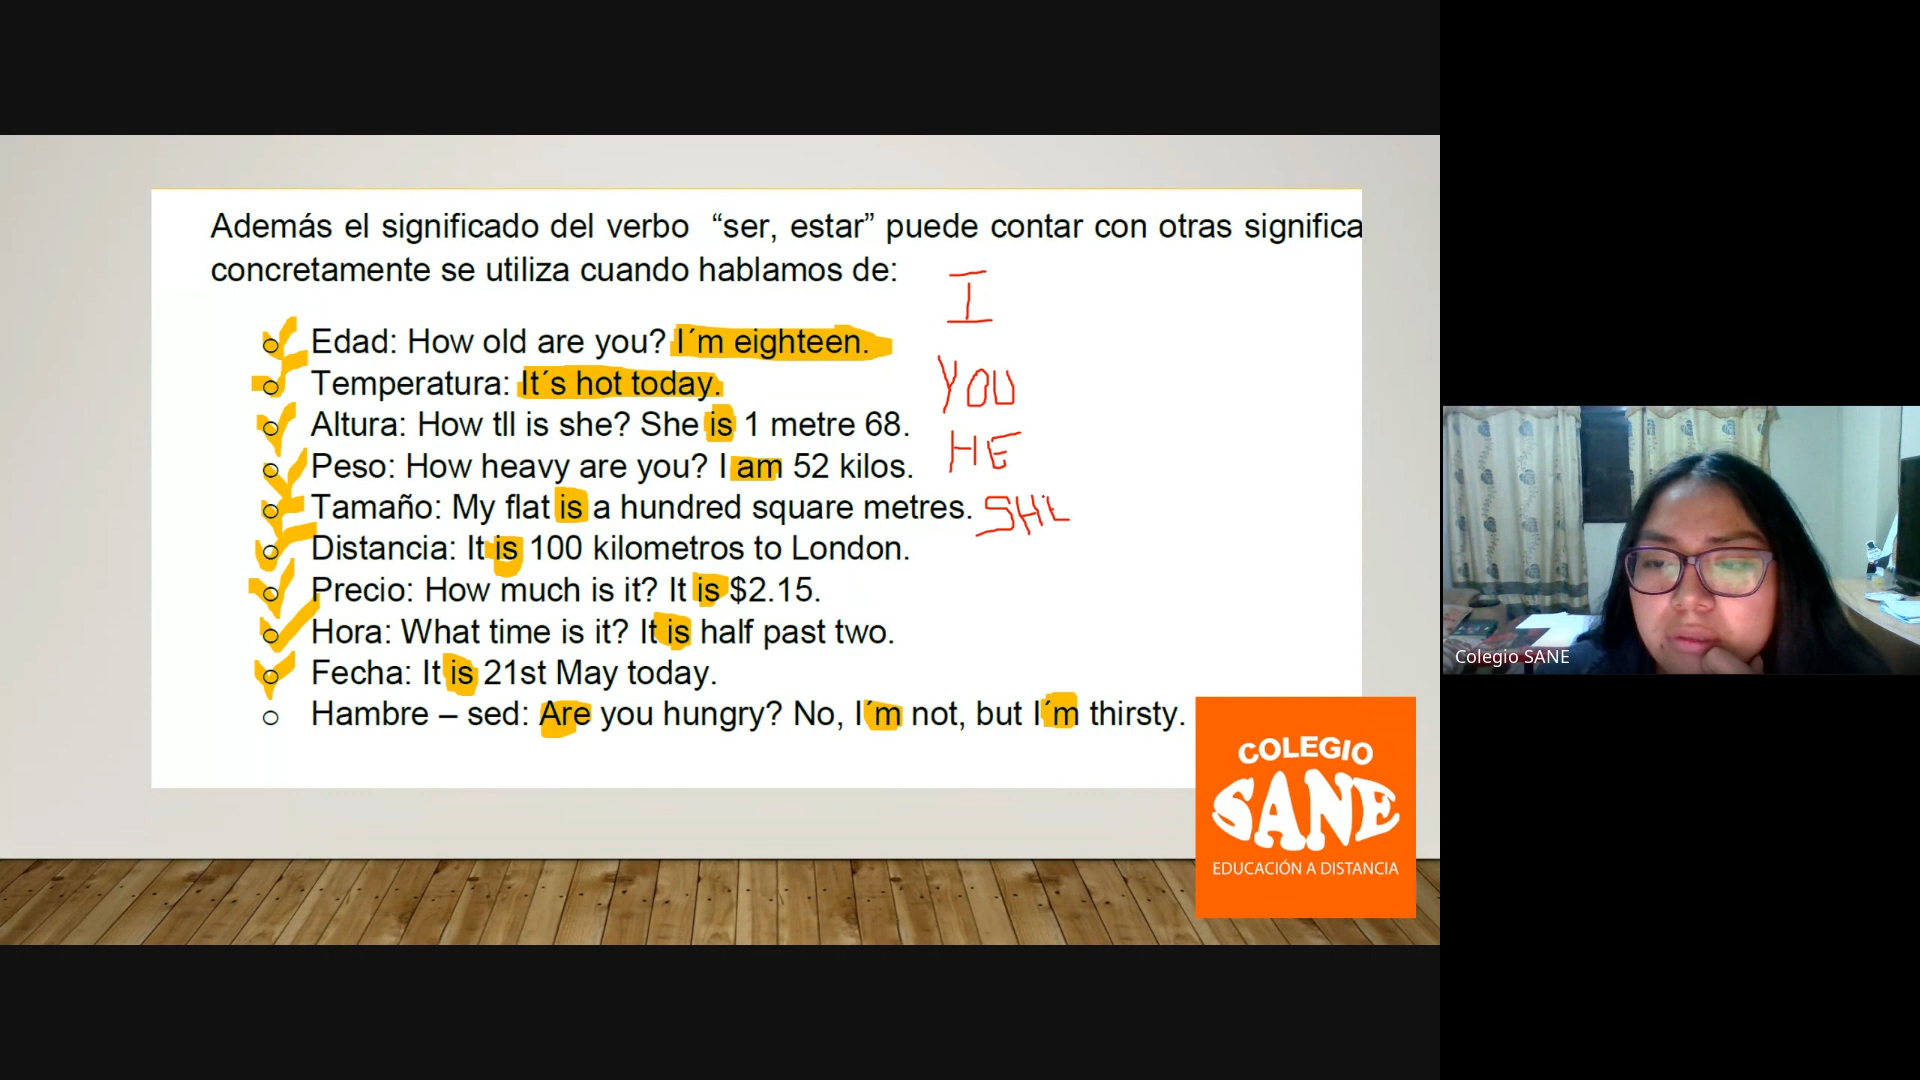 Además el significado del verbo “ser, estar” puede contar con otras significa
concretamente se utiliza cuando hablamos de:
I
Edad: How old are you? I´m eighteen.
Temperatura: It´s hot today.
YOU
Altura: How tll is she? She is 1 metre 68.
HE
Peso: How heavy are you? I am 52 kilos.
Tamaño: My flat is a hundred square metres.
SHE
Distancia: It is 100 kilometros to London.
Precio: How much is it? It is $2.15.
Hora: What time is it? It is half past two.
Fecha: It is 21st May today.
Hambre – sed: Are you hungry? No, I´m not, but I´m thirsty.
COLEGIO
SANE
EDUCACIÓN A DISTANCIA
Colegio SANE